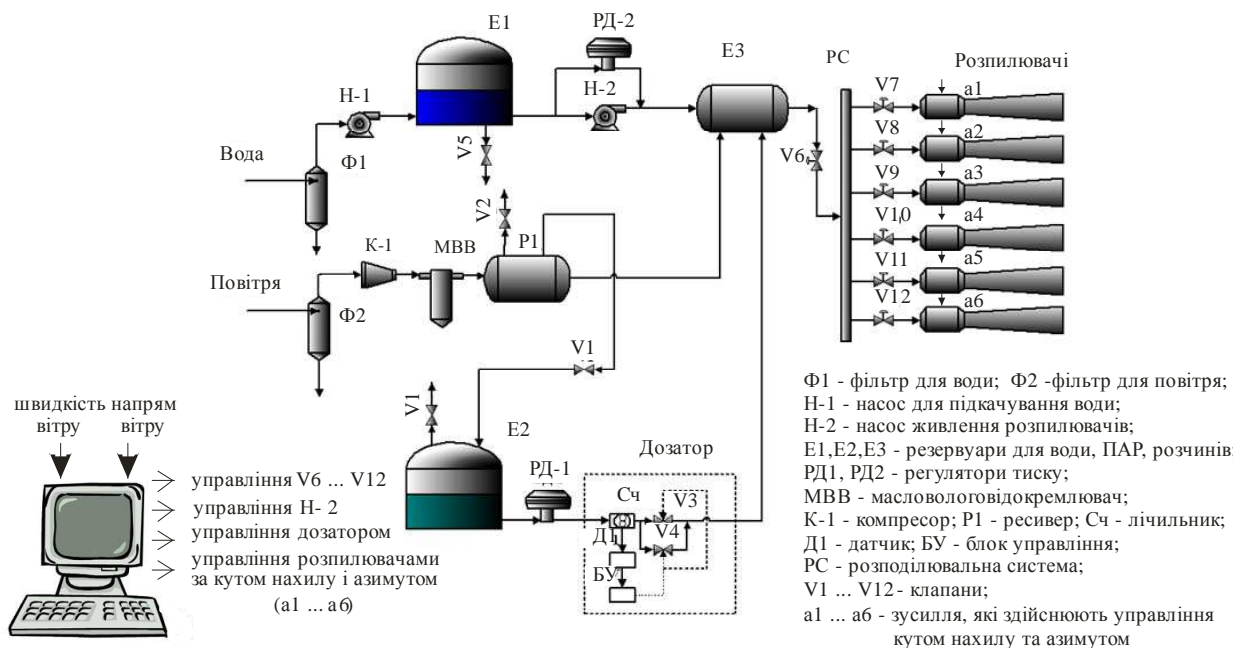 Е1
РД-2
Е3
РС
Розпилювачі
Н-1
Н-2
V7
а1
V8
а2
V9
а3
V10
а4
V11
а5
V12
а6
V6
Вода
Ф1
V5
V2
К-1
МВВ
Р1
Повітря
Ф2
V1
V1
Е2
РД-1
Дозатор
Сч
V3
V4
Д1
БУ
швидкість напрям
вітру вітру
управління V6 ... V12
управління Н- 2
управління дозатором
управління розпилювачами
за кутом нахилу і азимутом
(а1 ... а6)
Ф1 - фільтр для води; Ф2 -фільтр для повітря;
Н-1 - насос для підкачування води;
Н-2 - насос живлення розпилювачів;
Е1,Е2,Е3 - резервуари для води, ПАР, розчинів;
РД1, РД2 - регулятори тиску;
МВВ - масловологовідокремлювач;
К-1 - компресор; Р1 - ресивер; Сч - лічильник;
Д1 - датчик; БУ - блок управління;
РС - розподілювальна система;
V1 ... V12 - клапани;
а1 ... а6 - зусилля, які здійснюють управління
кутом нахилу та азимутом